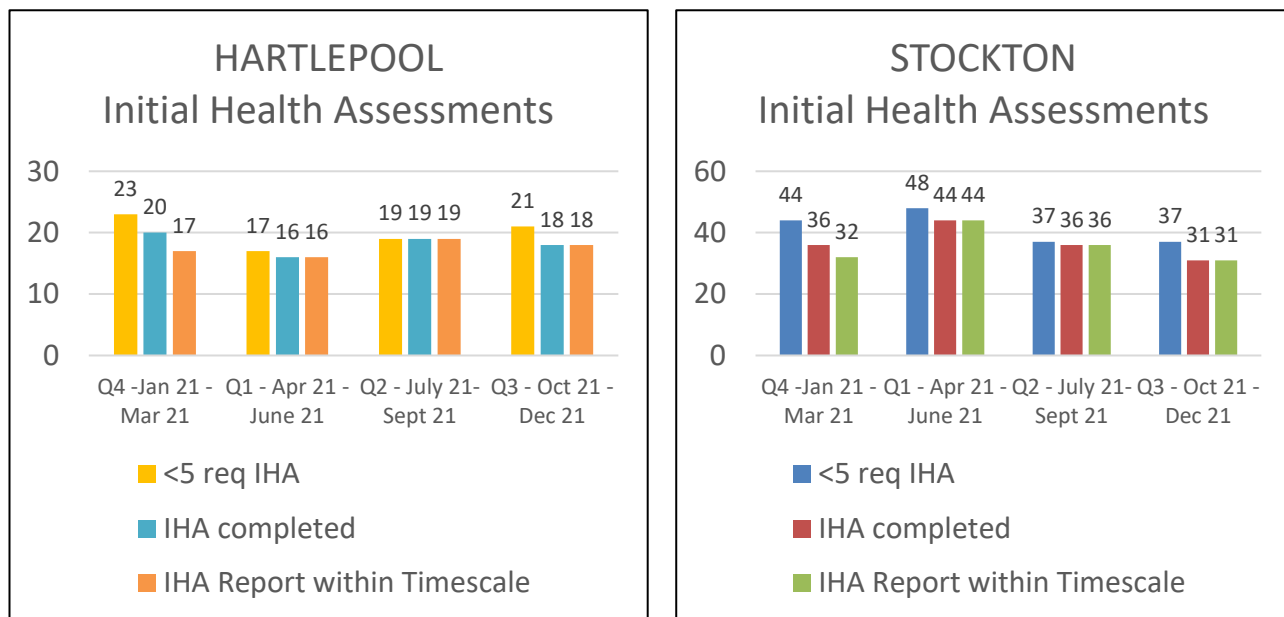 HARTLEPOOL
Initial Health Assessments
30
20
10
0
23
20
17
17
16
16
19
19
19
21
18
18
Q4 -Jan 21 -
Mar 21
Q1 - Apr 21 -
June 21
Q2 - July 21-
Sept 21
Q3 - Oct 21 -
Dec 21
<5 req IHA
IHA completed
IHA Report within Timescale
STOCKTON
Initial Health Assessments
60
40
20
0
44
36
32
48
44
44
37
36
36
37
31
31
Q4 -Jan 21 -
Mar 21
Q1 - Apr 21 -
June 21
Q2 - July 21-
Sept 21
Q3 - Oct 21 -
Dec 21
<5 req IHA
IHA completed
IHA Report within Timescale